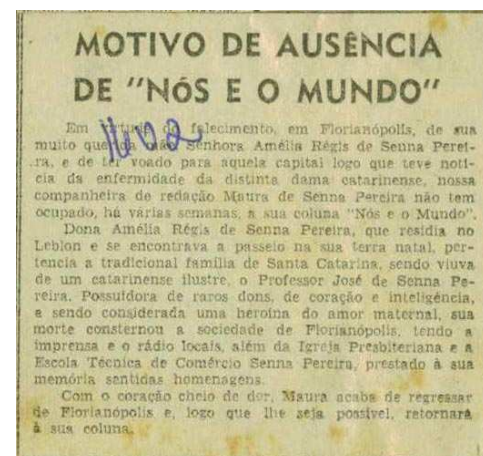 MOTIVO DE AUSÊNCIA
DE "NÓS E O MUNDO"
Em virtude do falecimento, em Florianópolis, de sua
muito querida mãe Senhora Amélia Régis de Senna Perei-
ra, e de ter voado para aquela capital logo que teve notí-
cia da enfermidade da distinta dama catarinense, nossa
companheira de redação Maura de Senna Pereira não tem
ocupado, há várias semanas, a sua coluna "Nós e o Mundo".
Dona Amélia Régis de Senna Pereira, que residia no
Leblon e se encontrava a passeio na sua terra natal, per-
tencia a tradicional família de Santa Catarina, sendo viuva
de um catarinense ilustre, o Professor José de Senna Pe-
reira. Possuidora de raros dons, de coração e inteligência,
e sendo considerada uma heroína do amor maternal, sua
morte consternou a sociedade de Florianópolis, tendo a
imprensa e o rádio locais, além da Igreja Presbiteriana e a
Escola Técnica de Comércio Senna Pereira, prestado à sua
memória sentidas homenagens.
Com o coração cheio de dor, Maura acaba de regressar
de Florianópolis e, logo que lhe seja possível, retornará
à sua coluna.